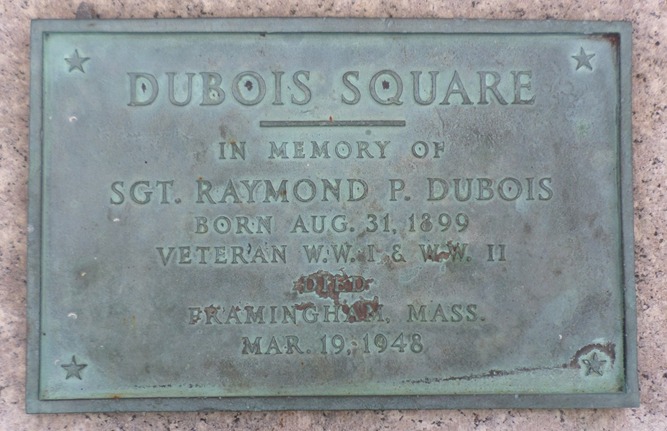 DUBOIS SQUARE
IN MEMORY OF
SGT. RAYMOND P. DUBOIS
BORN AUG. 31, 1899
VETERAN W.W. I & W.W. II
DIED
FRAMINGHAM, MASS.
MAR. 19, 1948